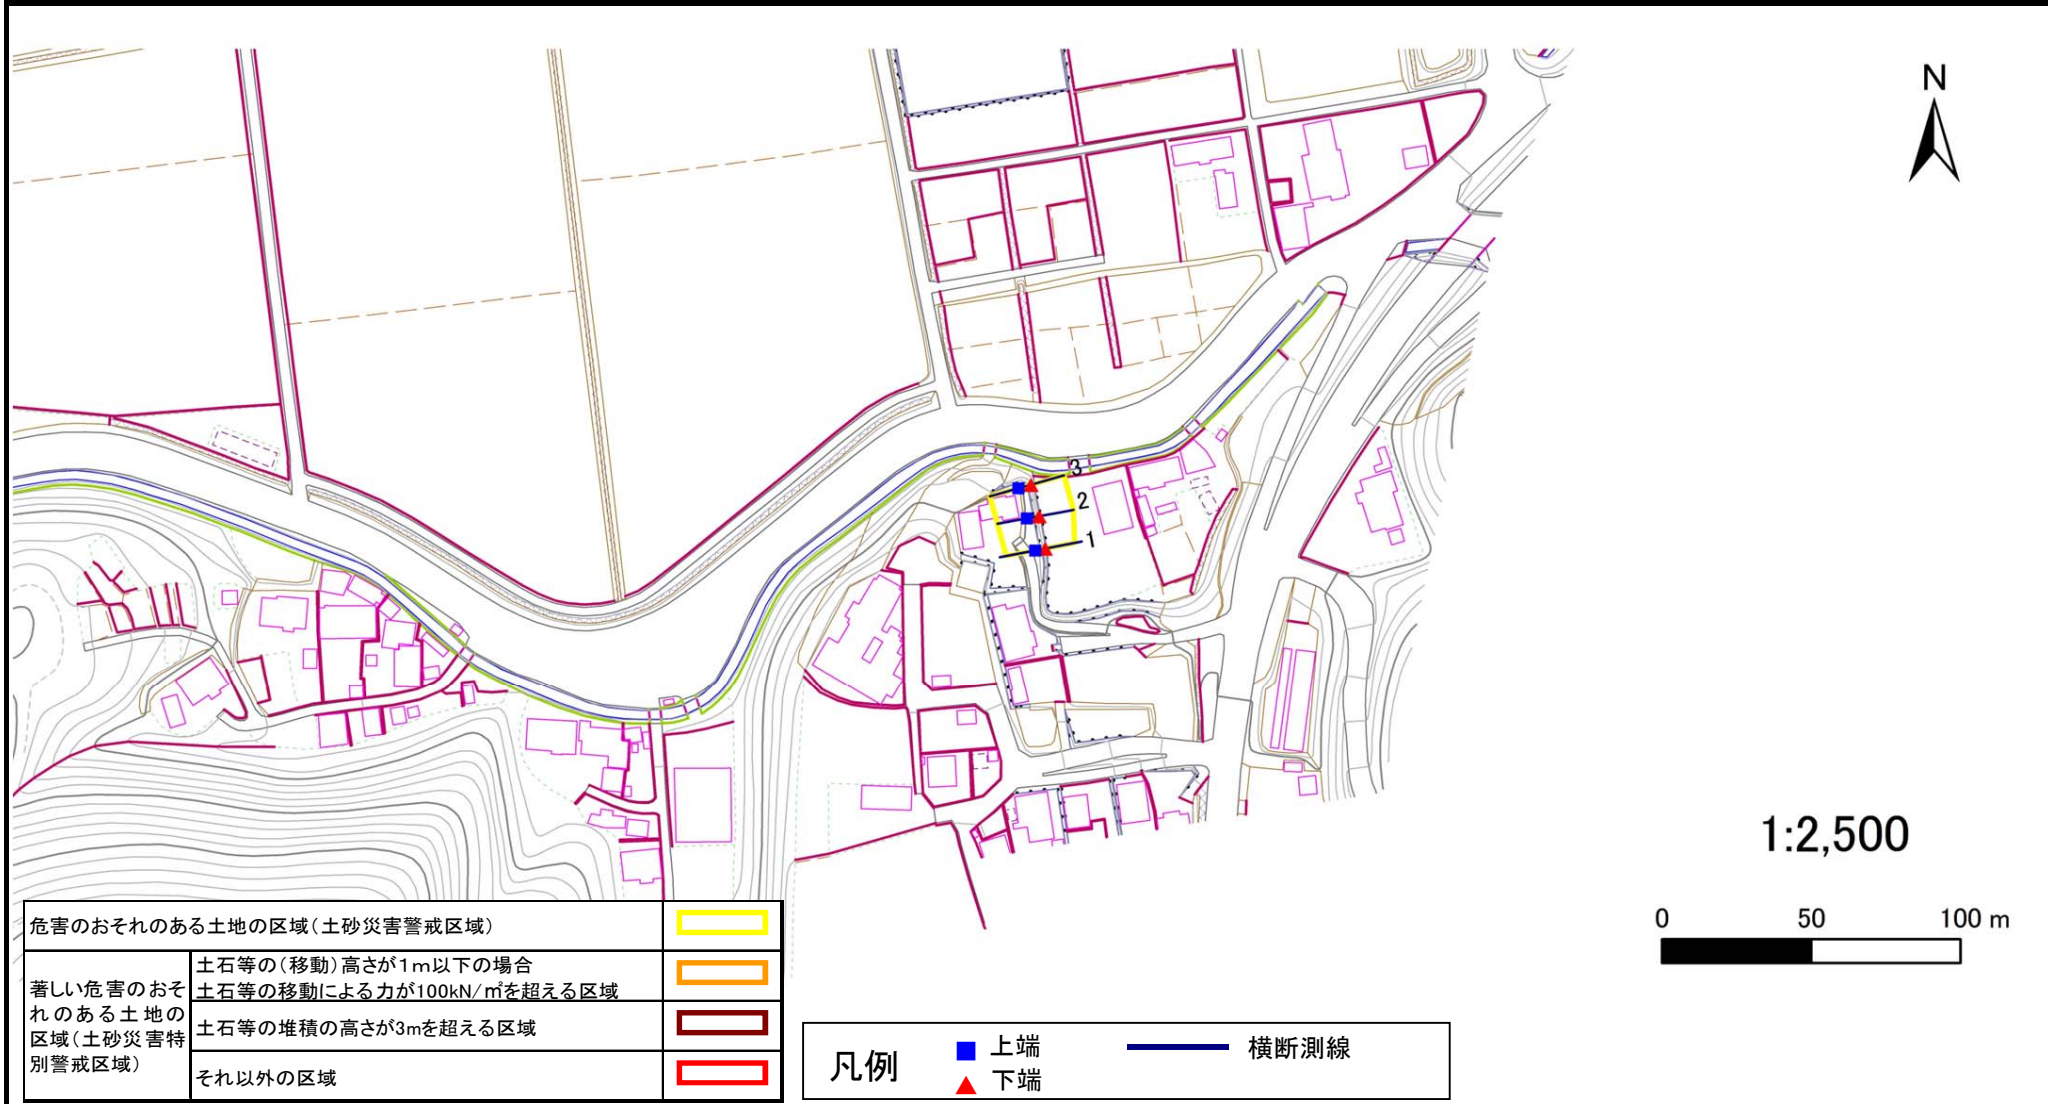 N
3
2
1
1:2,500
0 50 100 m
危害のおそれのある土地の区域(土砂災害警戒区域)
著しい危害のおそ
れのある土地の
区域(土砂災害特
別警戒区域)
土石等の(移動)高さが1m以下の場合
土石等の移動による力が100kN/㎡を超える区域
土石等の堆積の高さが3mを超える区域
それ以外の区域
凡例
上端
下端
横断測線